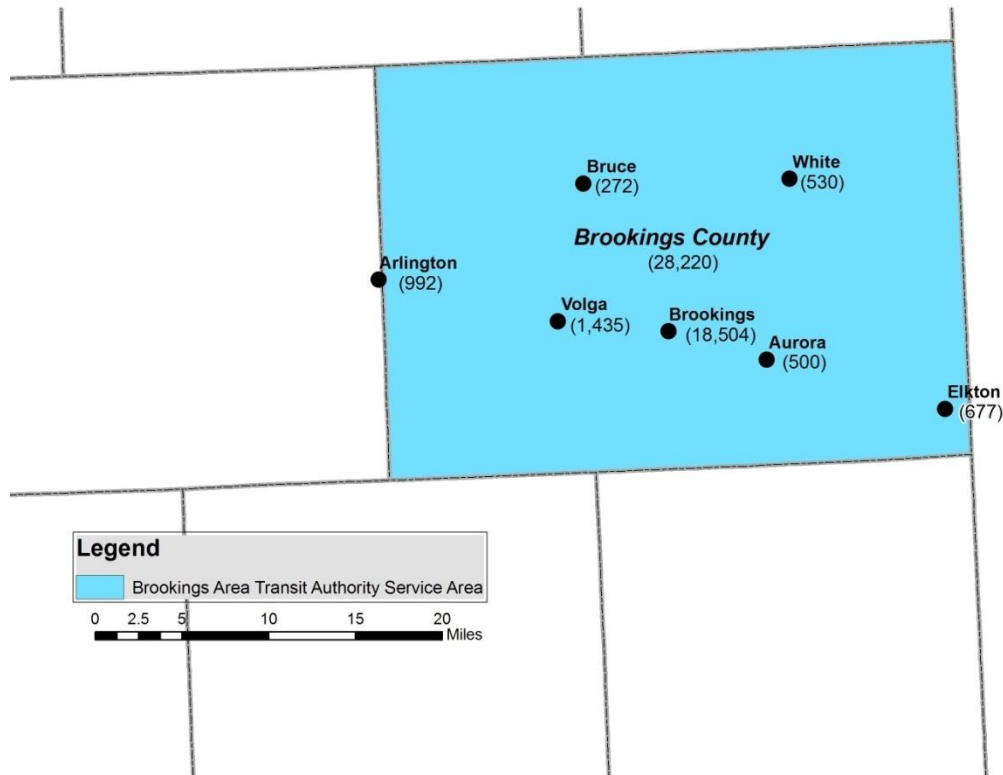 Bruce
(272)
White
(530)
Brookings County
(28,220)
Arlington
(992)
Volga
(1,435)
Brookings
(18,504)
Aurora
(500)
Elkton
(677)
Legend
Brookings Area Transit Authority Service Area
0 2.5 5 10 15 20
Miles